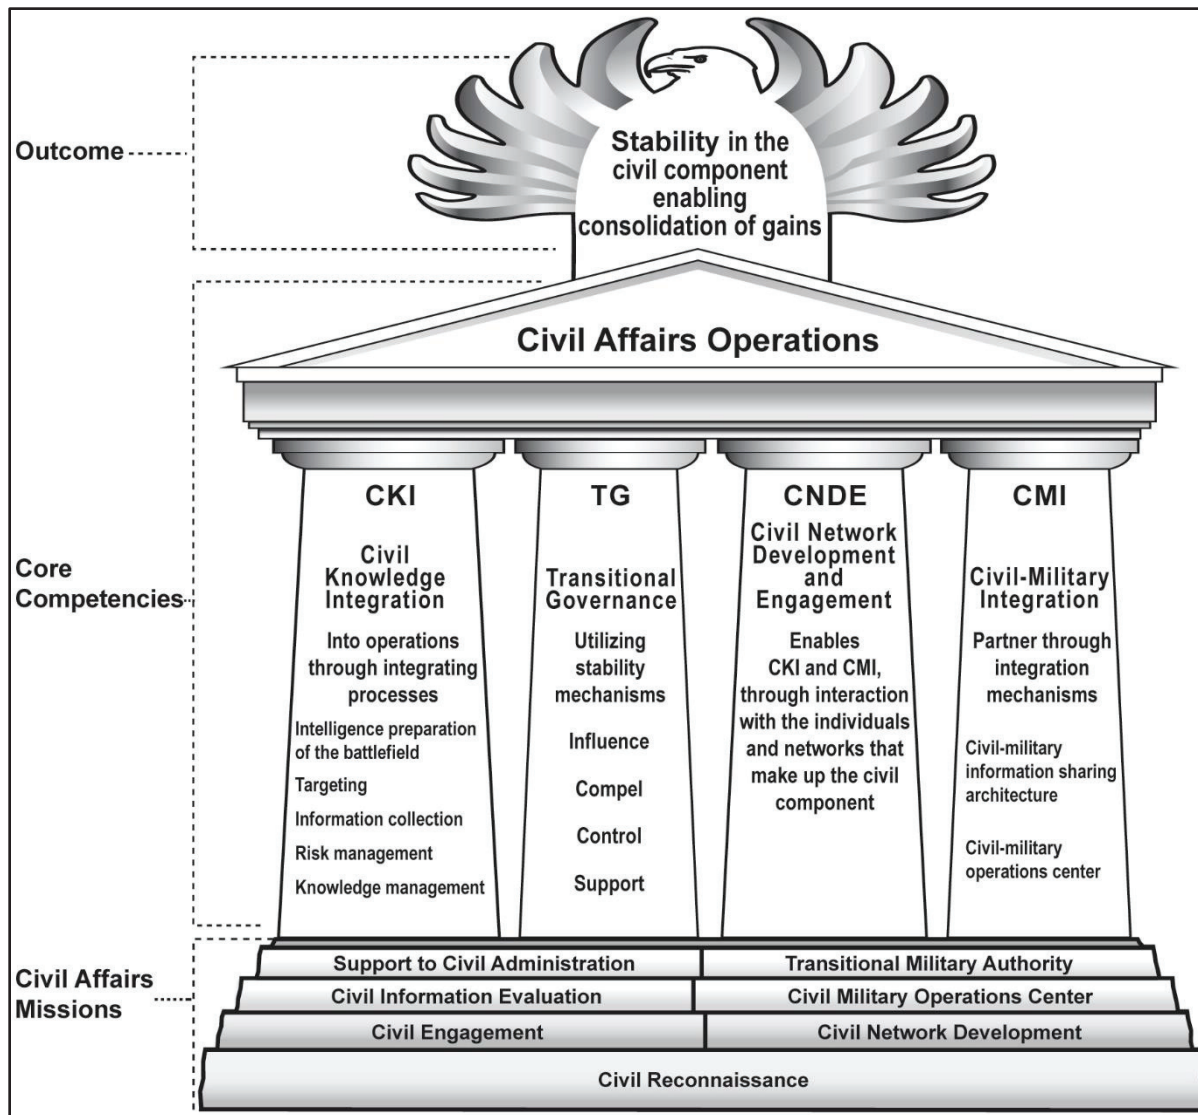 Outcome
Stability in the
civil component
enabling
consolidation of gains
Civil Affairs Operations
Core
Competencies
CKI
Civil
Knowledge
Integration
Into operations
through integrating
processes
Intelligence preparation
of the battlefield
Targeting
Information collection
Risk management
Knowledge management
TG
Transitional
Governance
Utilizing
stability
mechanisms
Influence
Compel
Control
Support
CNDE
Civil Network
Development
and
Engagement
Enables
CKI and CMI,
through interaction
with the individuals
and networks that
make up the civil
component
CMI
Civil-Military
Integration
Partner through
integration
mechanisms
Civil-military
information sharing
architecture
Civil-military
operations center
Civil Affairs
Missions
Support to Civil Administration
Transitional Military Authority
Civil Information Evaluation
Civil Military Operations Center
Civil Engagement
Civil Network Development
Civil Reconnaissance